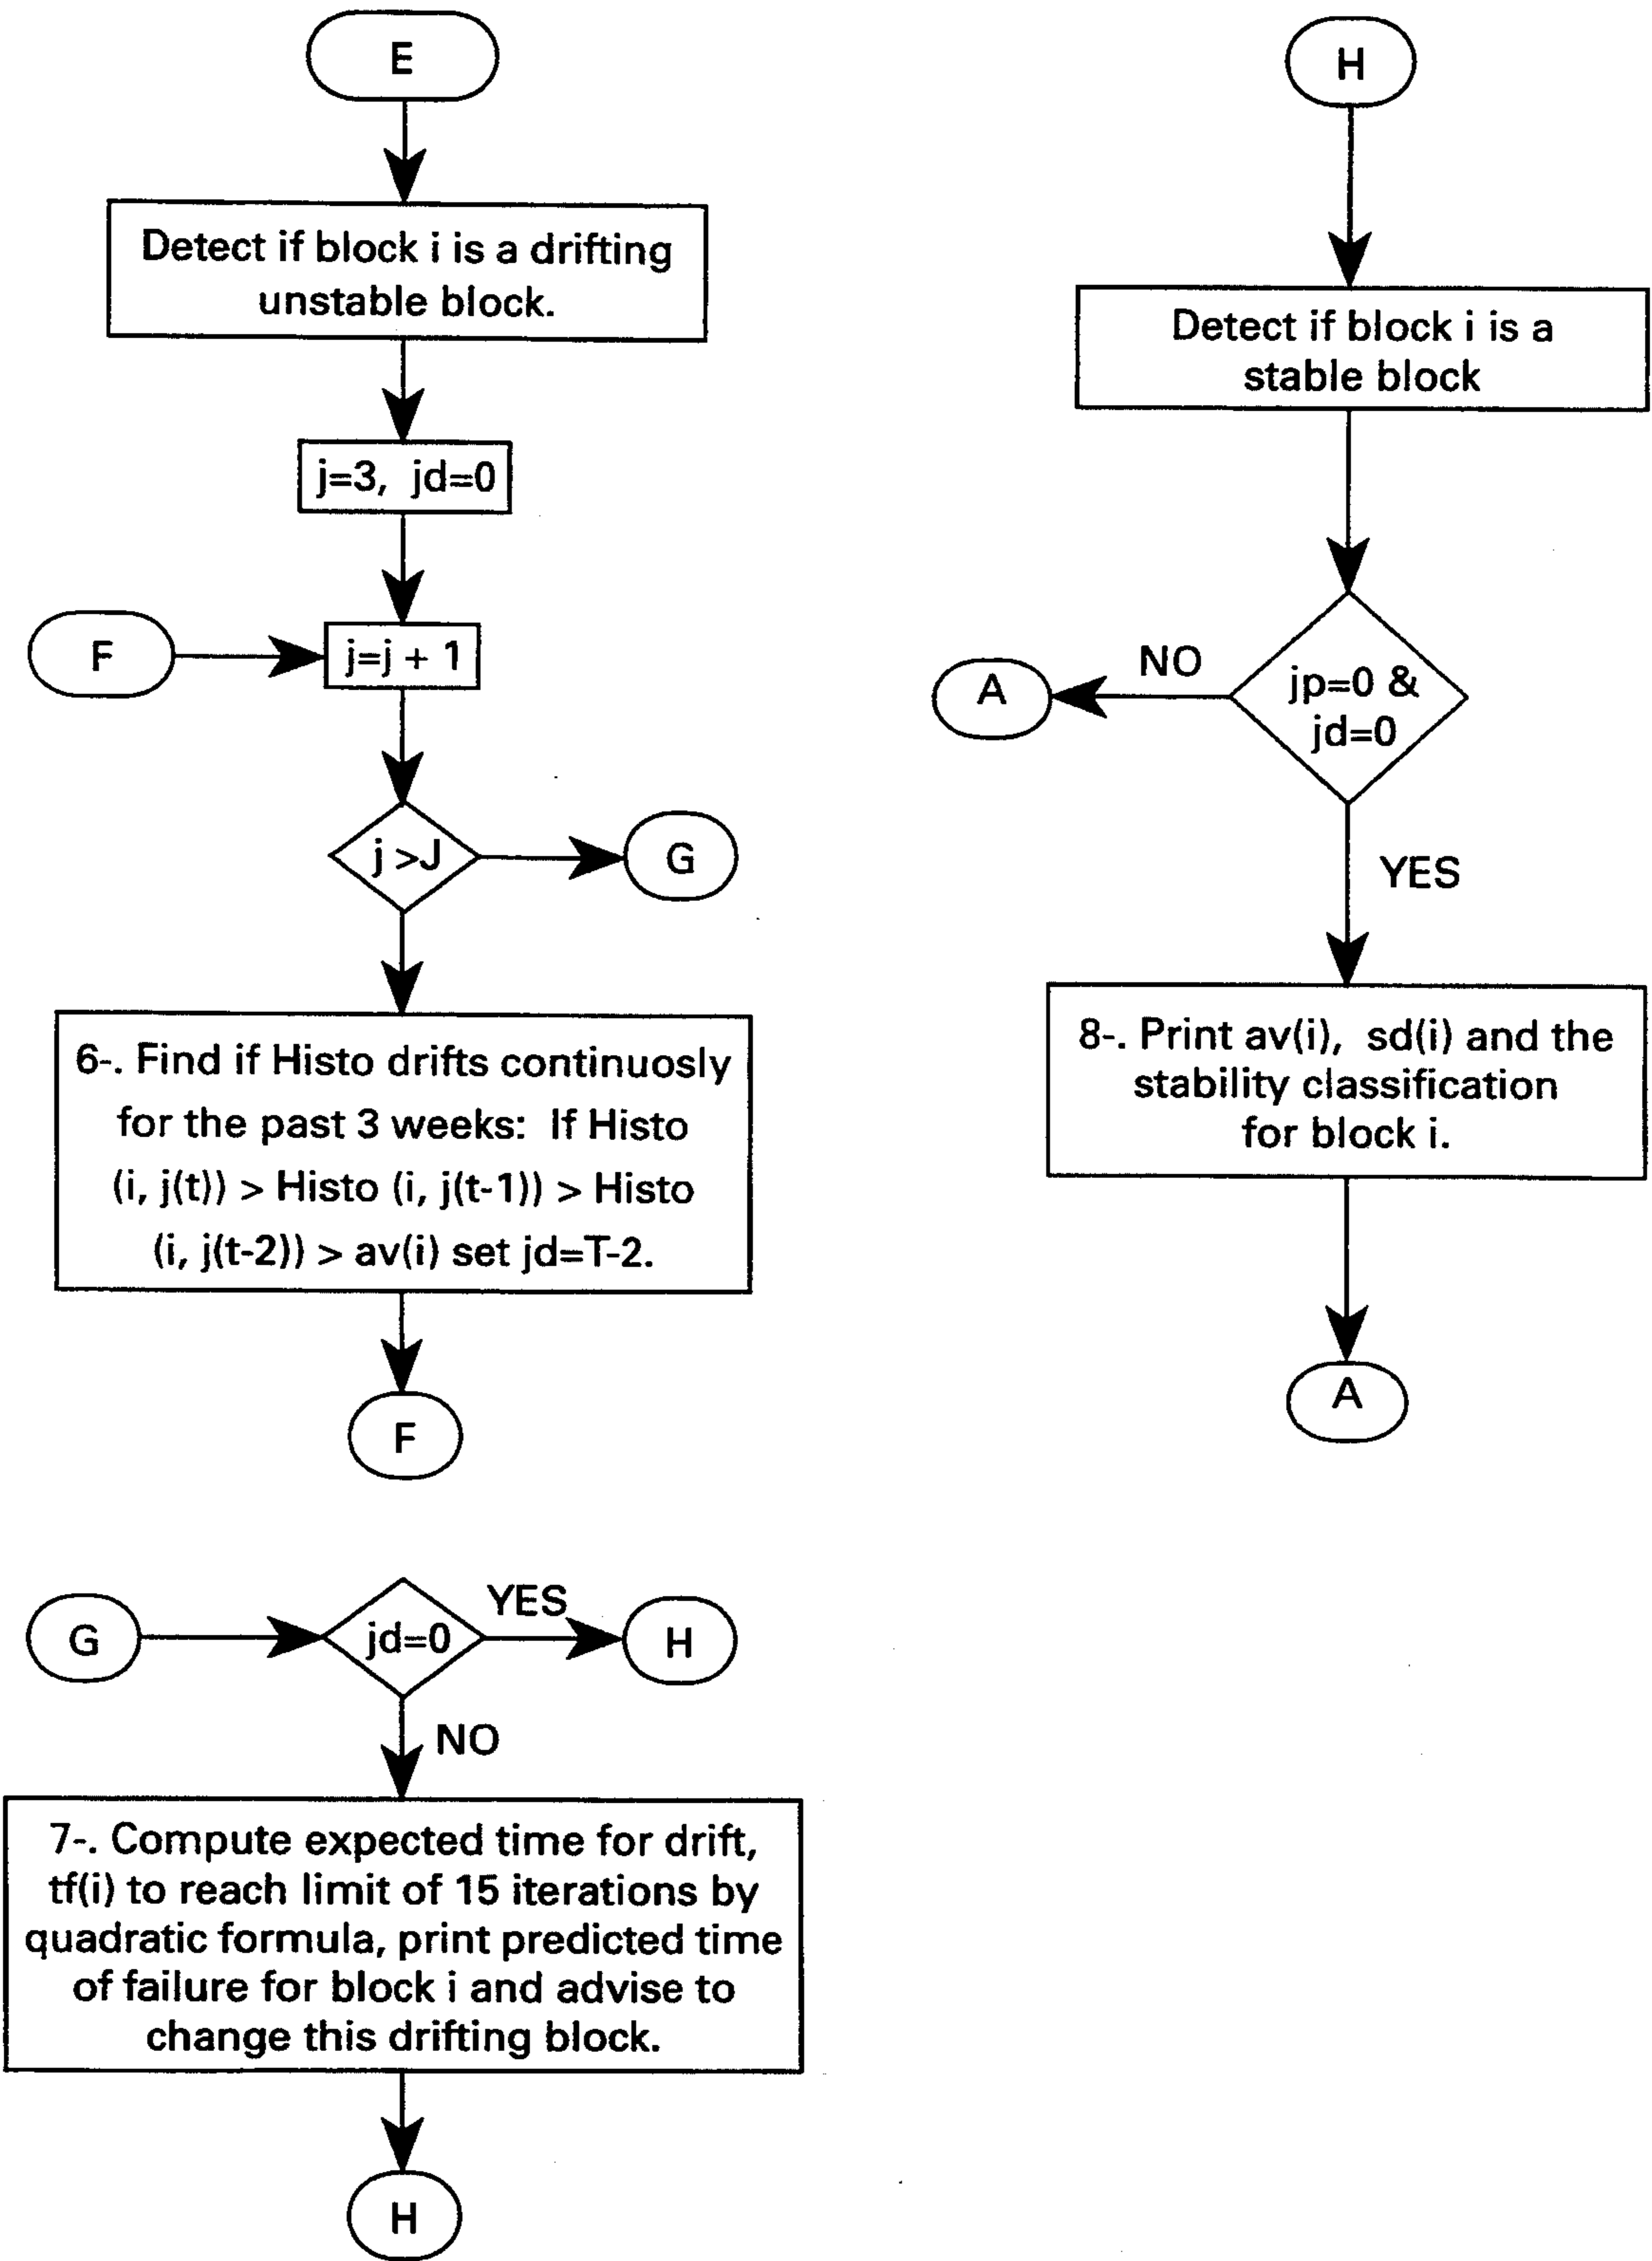 E
Detect if block i is a drifting
unstable block.
j=3, jd=0
F
j=j + 1
j >J
G
6-. Find if Histo drifts continuosly
for the past 3 weeks: If Histo
(i, j(t)) > Histo (i, j(t-1)) > Histo
(i, j(t-2)) > av(i) set jd=T-2.
F
G
jd=0
YES
H
NO
7-. Compute expected time for drift,
tf(i) to reach limit of 15 iterations by
quadratic formula, print predicted time
of failure for block i and advise to
change this drifting block.
H
H
Detect if block i is a
stable block
jp=0 &
jd=0
NO
A
YES
8-. Print av(i), sd(i) and the
stability classification
for block i.
A